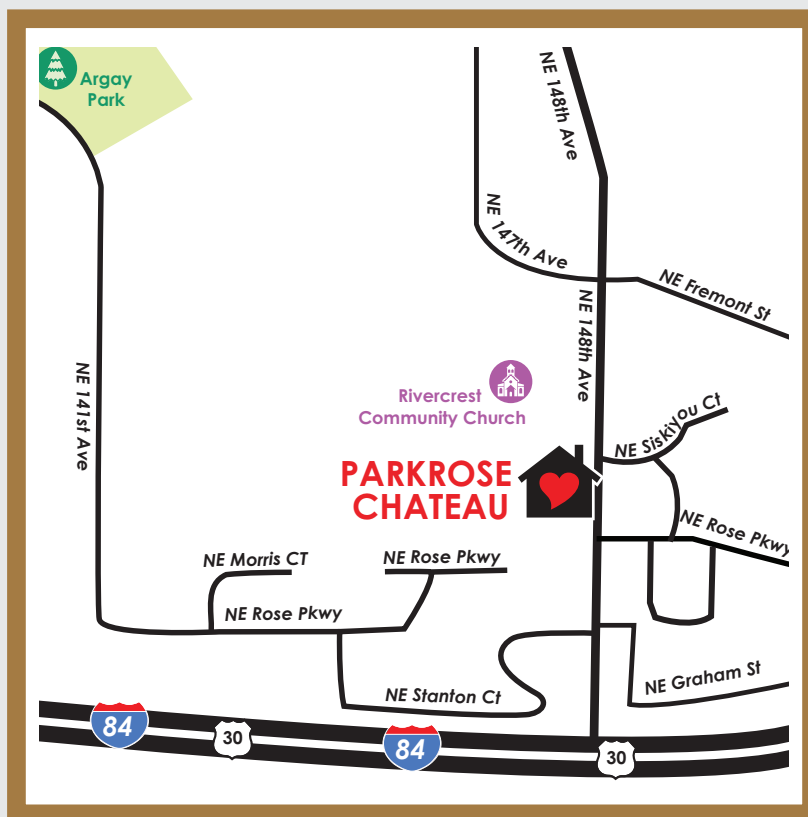 Argay
Park
NE 148th Ave
NE 147th Ave
NE Fremont St
NE 148th Ave
NE 141st Ave
Rivercrest
Community Church
NE Siskiyou Ct
PARKROSE
CHATEAU
NE Rose Pkwy
NE Morris CT
NE Rose Pkwy
NE Rose Pkwy
NE Stanton Ct
NE Graham St
84
30
84
30